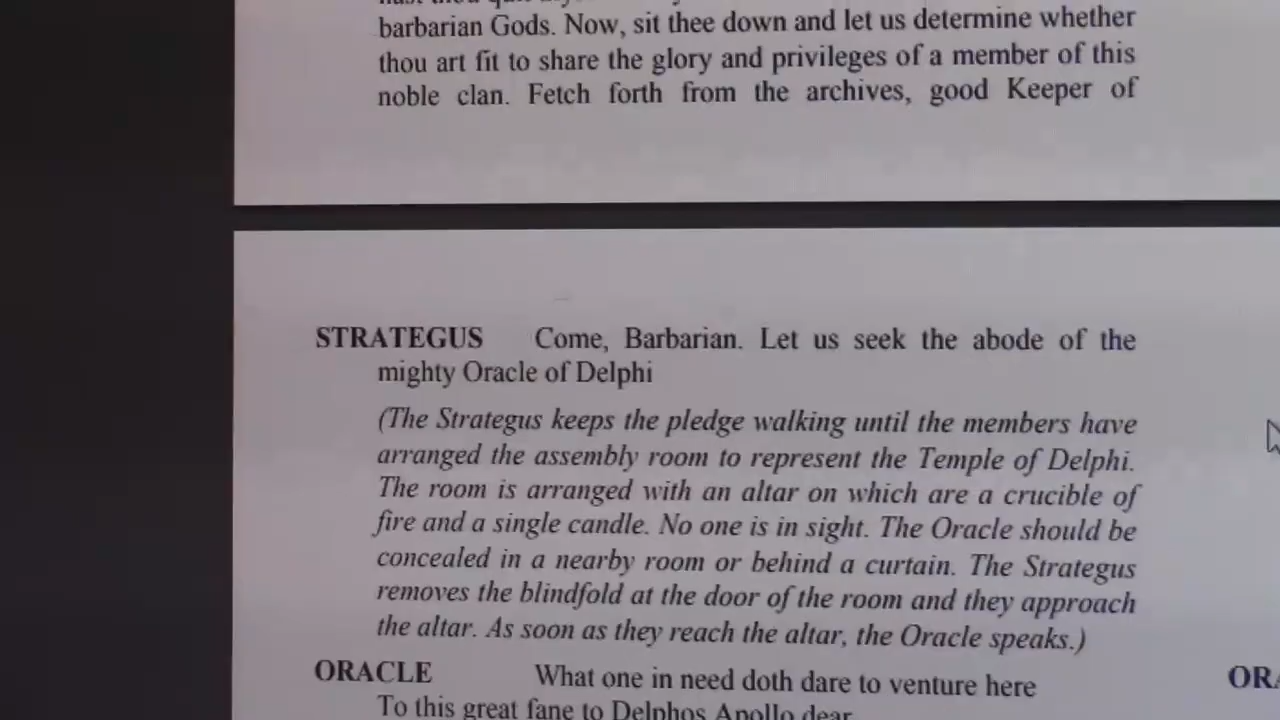 barbarian Gods. Now, sit thee down and let us determine whether
thou art fit to share the glory and privileges of a member of this
noble clan. Fetch forth from the archives, good Keeper of
STRATEGUS Come, Barbarian. Let us seek the abode of the
mighty Oracle of Delphi
(The Strategus keeps the pledge walking until the members have
arranged the assembly room to represent the Temple of Delphi.
The room is arranged with an altar on which are a crucible of
fire and a single candle. No one is in sight. The Oracle should be
concealed in a nearby room or behind a curtain. The Strategus
removes the blindfold at the door of the room and they approach
the altar. As soon as they reach the altar, the Oracle speaks.)
ORACLE What one in need doth dare to venture here
To this great fane to Delphos Apollo dear